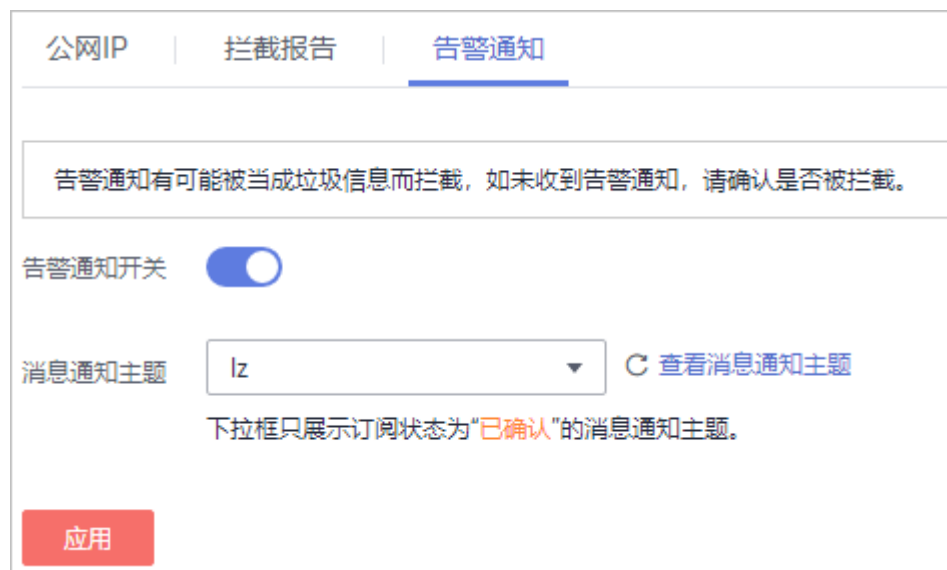 公网IP 拦截报告 告警通知
告警通知有可能被当成垃圾信息而拦截，如未收到告警通知，请确认是否被拦截。
告警通知开关
消息通知主题 lz 查看消息通知主题
下拉框只展示订阅状态为“已确认”的消息通知主题。
应用